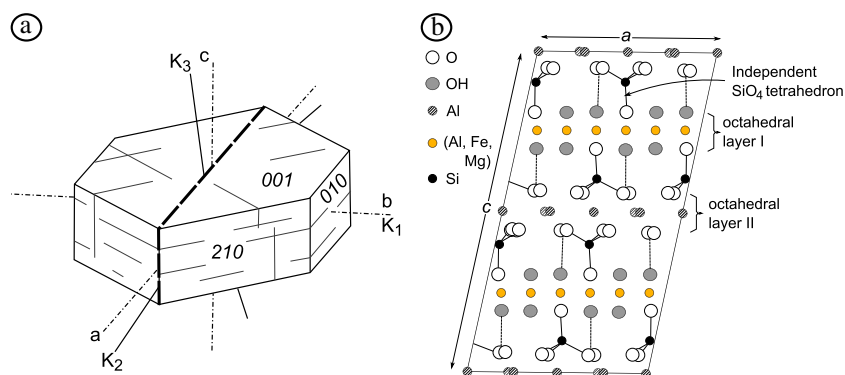 a
K3
c
001
010
b
K1
210
a
K2
b
O
OH
Al
(Al, Fe,
Mg)
Si
a
c
Independent
SiO4 tetrahedron
octahedral
layer I
octahedral
layer II